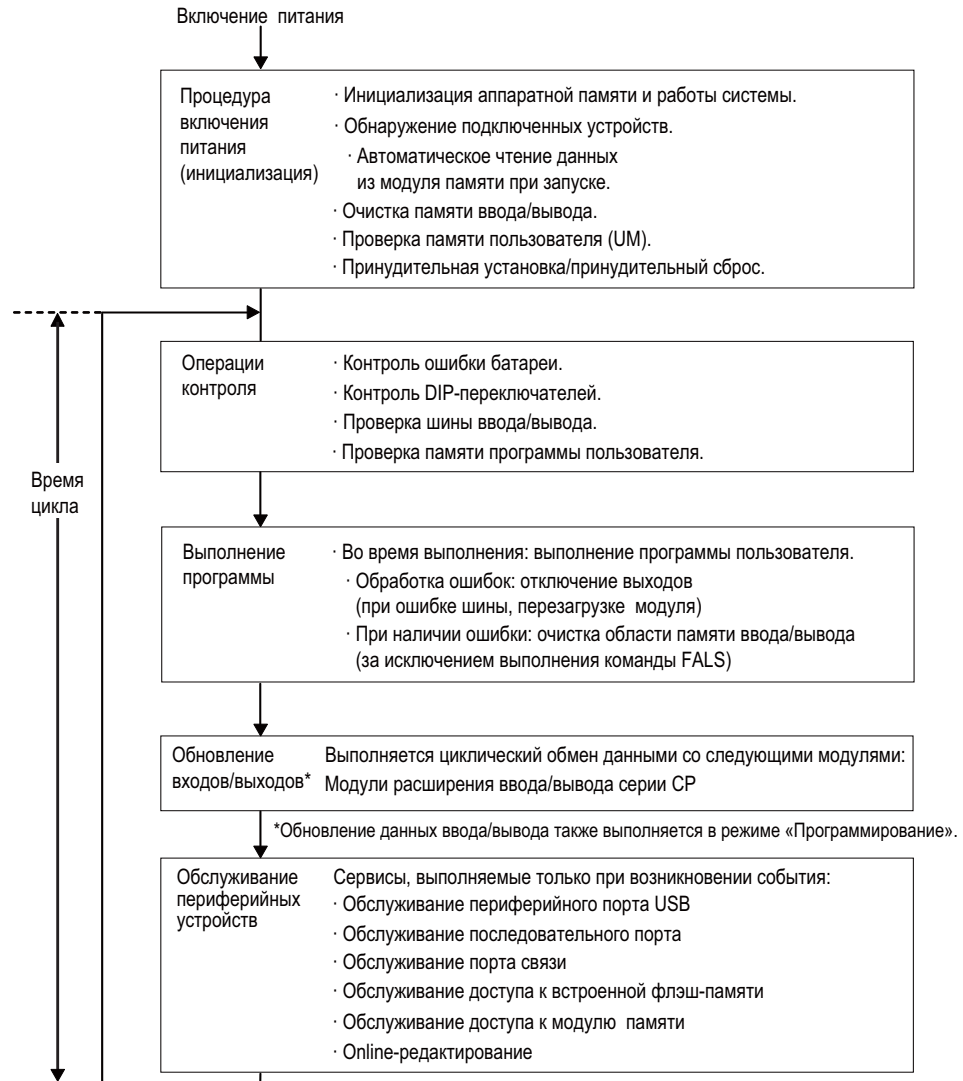 Включение питания
Процедура
включения
питания
(инициализация)
· Инициализация аппаратной памяти и работы системы.
· Обнаружение подключенных устройств.
· Автоматическое чтение данных
из модуля памяти при запуске.
· Очистка памяти ввода/вывода.
· Проверка памяти пользователя (UM).
· Принудительная установка/принудительный сброс.
Время
цикла
Операции
контроля
· Контроль ошибки батареи.
· Контроль DIP-переключателей.
· Проверка шины ввода/вывода.
· Проверка памяти программы пользователя.
Выполнение
программы
· Во время выполнения: выполнение программы пользователя.
· Обработка ошибок: отключение выходов
(при ошибке шины, перезагрузке модуля)
· При наличии ошибки: очистка области памяти ввода/вывода
(за исключением выполнения команды FALS)
Обновление
входов/выходов*
Выполняется циклический обмен данными со следующими модулями:
Модули расширения ввода/вывода серии CP
*Обновление данных ввода/вывода также выполняется в режиме «Программирование».
Обслуживание
периферийных
устройств
Сервисы, выполняемые только при возникновении события:
· Обслуживание периферийного порта USB
· Обслуживание последовательного порта
· Обслуживание порта связи
· Обслуживание доступа к встроенной флэш-памяти
· Обслуживание доступа к модулю памяти
· Online-редактирование